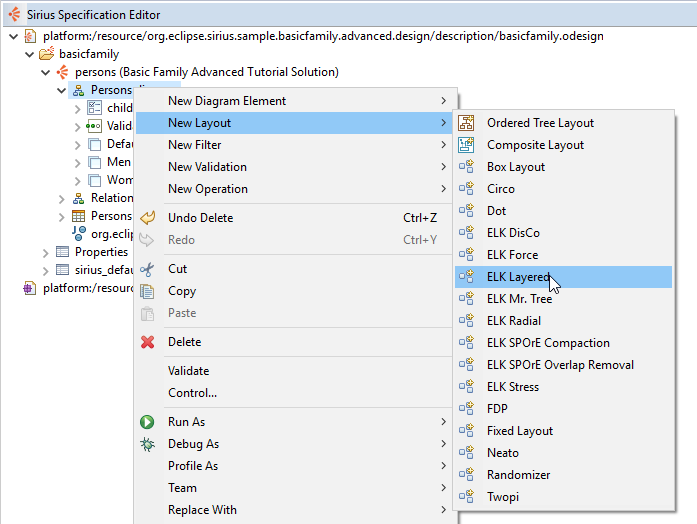 Sirius Specification Editor
platform:/resource/org.eclipse.sirius.sample.basicfamily.advanced.design/description/basicfamily.odesign
basicfamily
persons (Basic Family Advanced Tutorial Solution)
Persons
child
Valid
Defau
Men
Wom
Relation
Persons
org.eclip
Properties
sirius_defau
platform:/resourc
New Diagram Element
New Layout
New Filter
New Validation
New Operation
Undo Delete Ctrl+Z
Redo Ctrl+Y
Cut
Copy
Paste
Delete
Validate
Control...
Run As
Debug As
Profile As
Team
Replace With
Ordered Tree Layout
Composite Layout
Box Layout
Circo
Dot
ELK DisCo
ELK Force
ELK Layered
ELK Mr. Tree
ELK Radial
ELK SPOrE Compaction
ELK SPOrE Overlap Removal
ELK Stress
FDP
Fixed Layout
Neato
Randomizer
Twopi